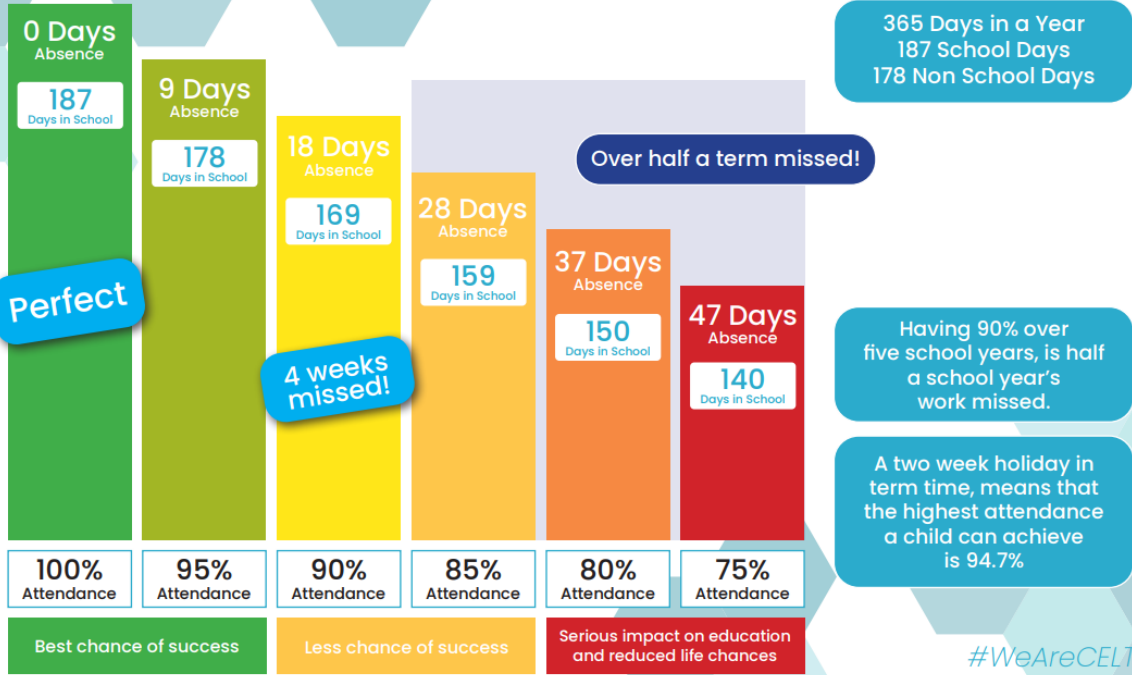 0 Days
Absence
187
Days in School
9 Days
Absence
178
Days in School
18 Days
Absence
169
Days in School
28 Days
Absence
159
Days in School
37 Days
Absence
150
Days in School
47 Days
Absence
140
Days in School
Perfect
4 weeks
missed!
Over half a term missed!
100%
Attendance
95%
Attendance
90%
Attendance
85%
Attendance
80%
Attendance
75%
Attendance
Best chance of success
Less chance of success
Serious impact on education
and reduced life chances
365 Days in a Year
187 School Days
178 Non School Days
Having 90% over
five school years, is half
a school year's
work missed.
A two week holiday in
term time, means that
the highest attendance
a child can achieve
is 94.7%
#WeAreCELT